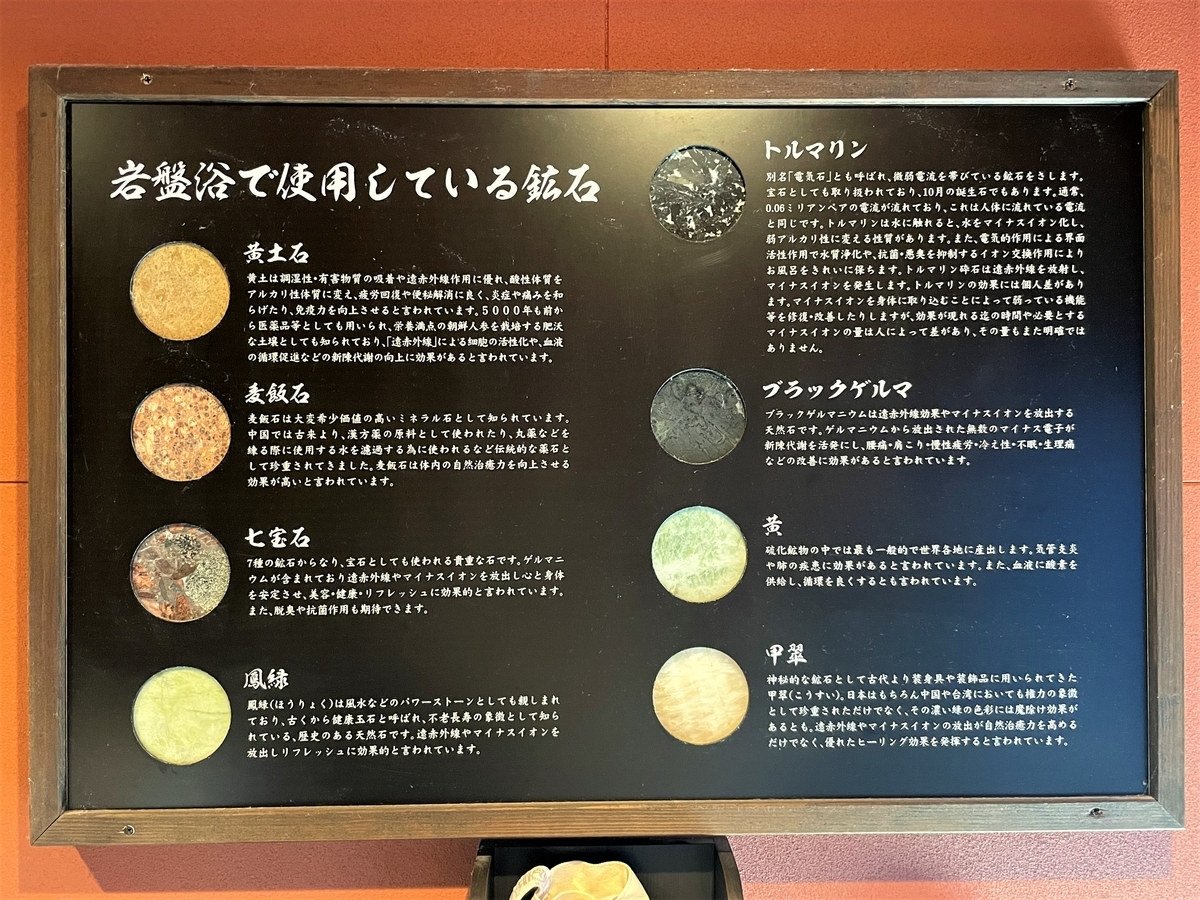 岩盤浴で使用している鉱石
黄土石
黄土は調湿性・有害物質の吸着や遠赤外線作用に優れ、酸性体質を
アルカリ性体質に変え、疲労回復や便秘解消に良く、炎症や痛みを和
らげたり、免疫力を向上させると言われています。5000年も前か
ら医薬品等としても用いられ、栄養満点の朝鮮人参を栽培する肥沃
な土壌としても知られており、「遠赤外線」による細胞の活性化や、血液
の循環促進などの新陳代謝の向上に効果があると言われています。
麦飯石
麦飯石は大変希少価値の高いミネラル石として知られています。
中国では古来より、漢方薬の原料として使われたり、丸薬などを
練る際に使用する水を濾過する為に使われるなど伝統的な薬石と
して珍重されてきました。麦飯石は体内の自然治癒力を向上させる
効果が高いと言われています。
七宝石
7種の鉱石からなり、宝石としても使われる貴重な石です。ゲルマニ
ウムが含まれており遠赤外線やマイナスイオンを放出し心と身体
を安定させ、美容・健康・リフレッシュに効果的と言われています。
また、脱臭や抗菌作用も期待できます。
鳳緑
鳳緑(ほうりょく)は風水などのパワーストーンとしても親しまれ
ており、古くから健康玉石と呼ばれ、不老長寿の象徴として知ら
れている、歴史のある天然石です。遠赤外線やマイナスイオンを
放出しリフレッシュに効果的と言われています。
トルマリン
別名「電気石」とも呼ばれ、微弱電流を帯びている鉱石をさします。
宝石としても取り扱われており、10月の誕生石でもあります。通常、
0.06ミリアンペアの電流が流れており、これは人体に流れている電流
と同じです。トルマリンは水に触れると、水をマイナスイオン化し、
弱アルカリ性に変える性質があります。また、電気的作用による界面
活性作用で水質浄化や、抗菌・悪臭を抑制するイオン交換作用により
お風呂をきれいに保ちます。トルマリン砕石は遠赤外線を放射し、
マイナスイオンを発生します。トルマリンの効果には個人差があり
ます。マイナスイオンを身体に取り込むことによって弱っている機能
等を修復・改善したりしますが、効果が現れる迄の時間や必要とする
マイナスイオンの量は人によって差があり、その量もまた明確では
ありません。
ブラックゲルマ
ブラックゲルマニウムは遠赤外線効果やマイナスイオンを放出する
天然石です。ゲルマニウムから放出された無数のマイナス電子が
新陳代謝を活発にし、腰痛・肩こり・慢性疲労・冷え性・不眠・生理痛
などの改善に効果があると言われています。
黄
硫化鉱物の中では最も一般的で世界各地に産出します。気管支炎
や肺の疾患に効果があると言われています。また、血液に酸素を
供給し、循環を良くするとも言われています。
甲翠
神秘的な鉱石として古代より装身具や装飾品に用いられてきた
甲翠(こうすい)。日本はもちろん中国や台湾においても権力の象徴
として珍重されただけでなく、その濃い緑の色彩には魔除け効果が
あるとも。遠赤外線やマイナスイオンの放出が自然治癒力を高める
だけでなく、優れたヒーリング効果を発揮すると言われています。